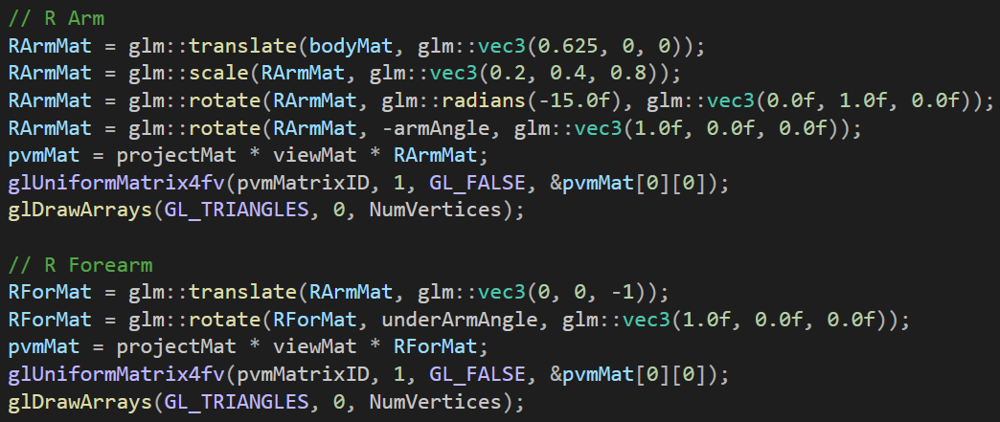 // R Arm
RArmMat = glm::translate(bodyMat, glm::vec3(0.625, 0, 0));
RArmMat = glm::scale(RArmMat, glm::vec3(0.2, 0.4, 0.8));
RArmMat = glm::rotate(RArmMat, glm::radians(-15.0f), glm::vec3(0.0f, 1.0f, 0.0f));
RArmMat = glm::rotate(RArmMat, -armAngle, glm::vec3(1.0f, 0.0f, 0.0f));
pvmMat = projectMat * viewMat * RArmMat;
glUniformMatrix4fv(pvmMatrixID, 1, GL_FALSE, &pvmMat[0][0]);
glDrawArrays(GL_TRIANGLES, 0, NumVertices);
// R Forearm
RForMat = glm::translate(RArmMat, glm::vec3(0, 0, -1));
RForMat = glm::rotate(RForMat, underArmAngle, glm::vec3(1.0f, 0.0f, 0.0f));
pvmMat = projectMat * viewMat * RForMat;
glUniformMatrix4fv(pvmMatrixID, 1, GL_FALSE, &pvmMat[0][0]);
glDrawArrays(GL_TRIANGLES, 0, NumVertices);